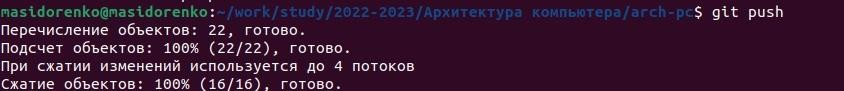 masidorenko@masidorenko:~/work/study/2022-2023/Архитектура компьютера/arch-pc$ git push
Перечисление объектов: 22, готово.
Подсчет объектов: 100% (22/22), готово.
При сжатии изменений используется до 4 потоков
Сжатие объектов: 100% (16/16), готово.